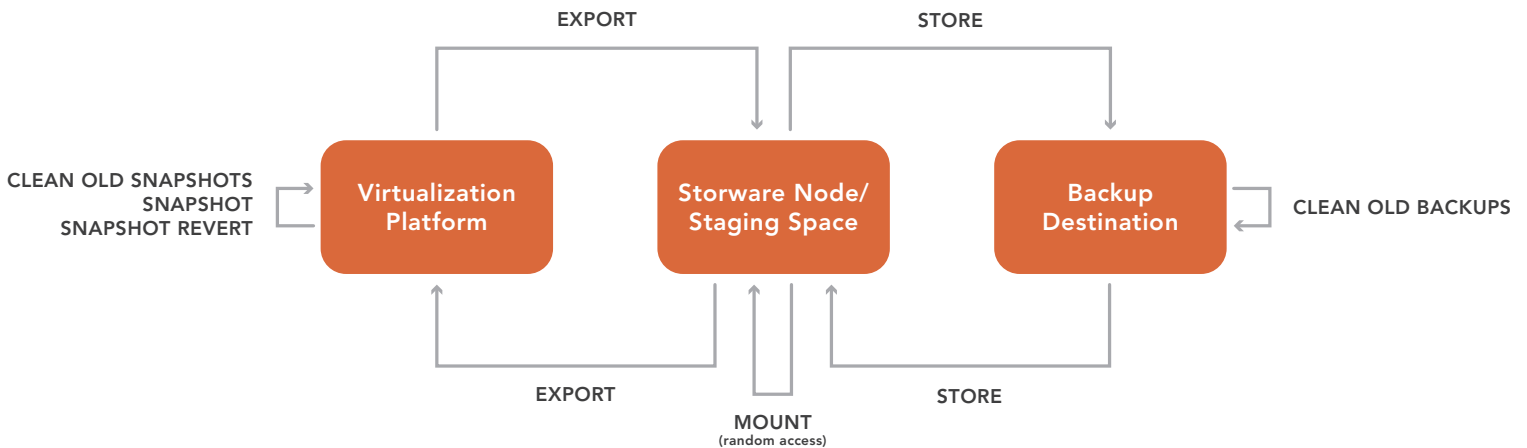 EXPORT
STORE
CLEAN OLD SNAPSHOTS
SNAPSHOT
SNAPSHOT REVERT
Virtualization
Platform
Storware Node/
Staging Space
Backup
Destination
CLEAN OLD BACKUPS
EXPORT
MOUNT
(random access)
STORE